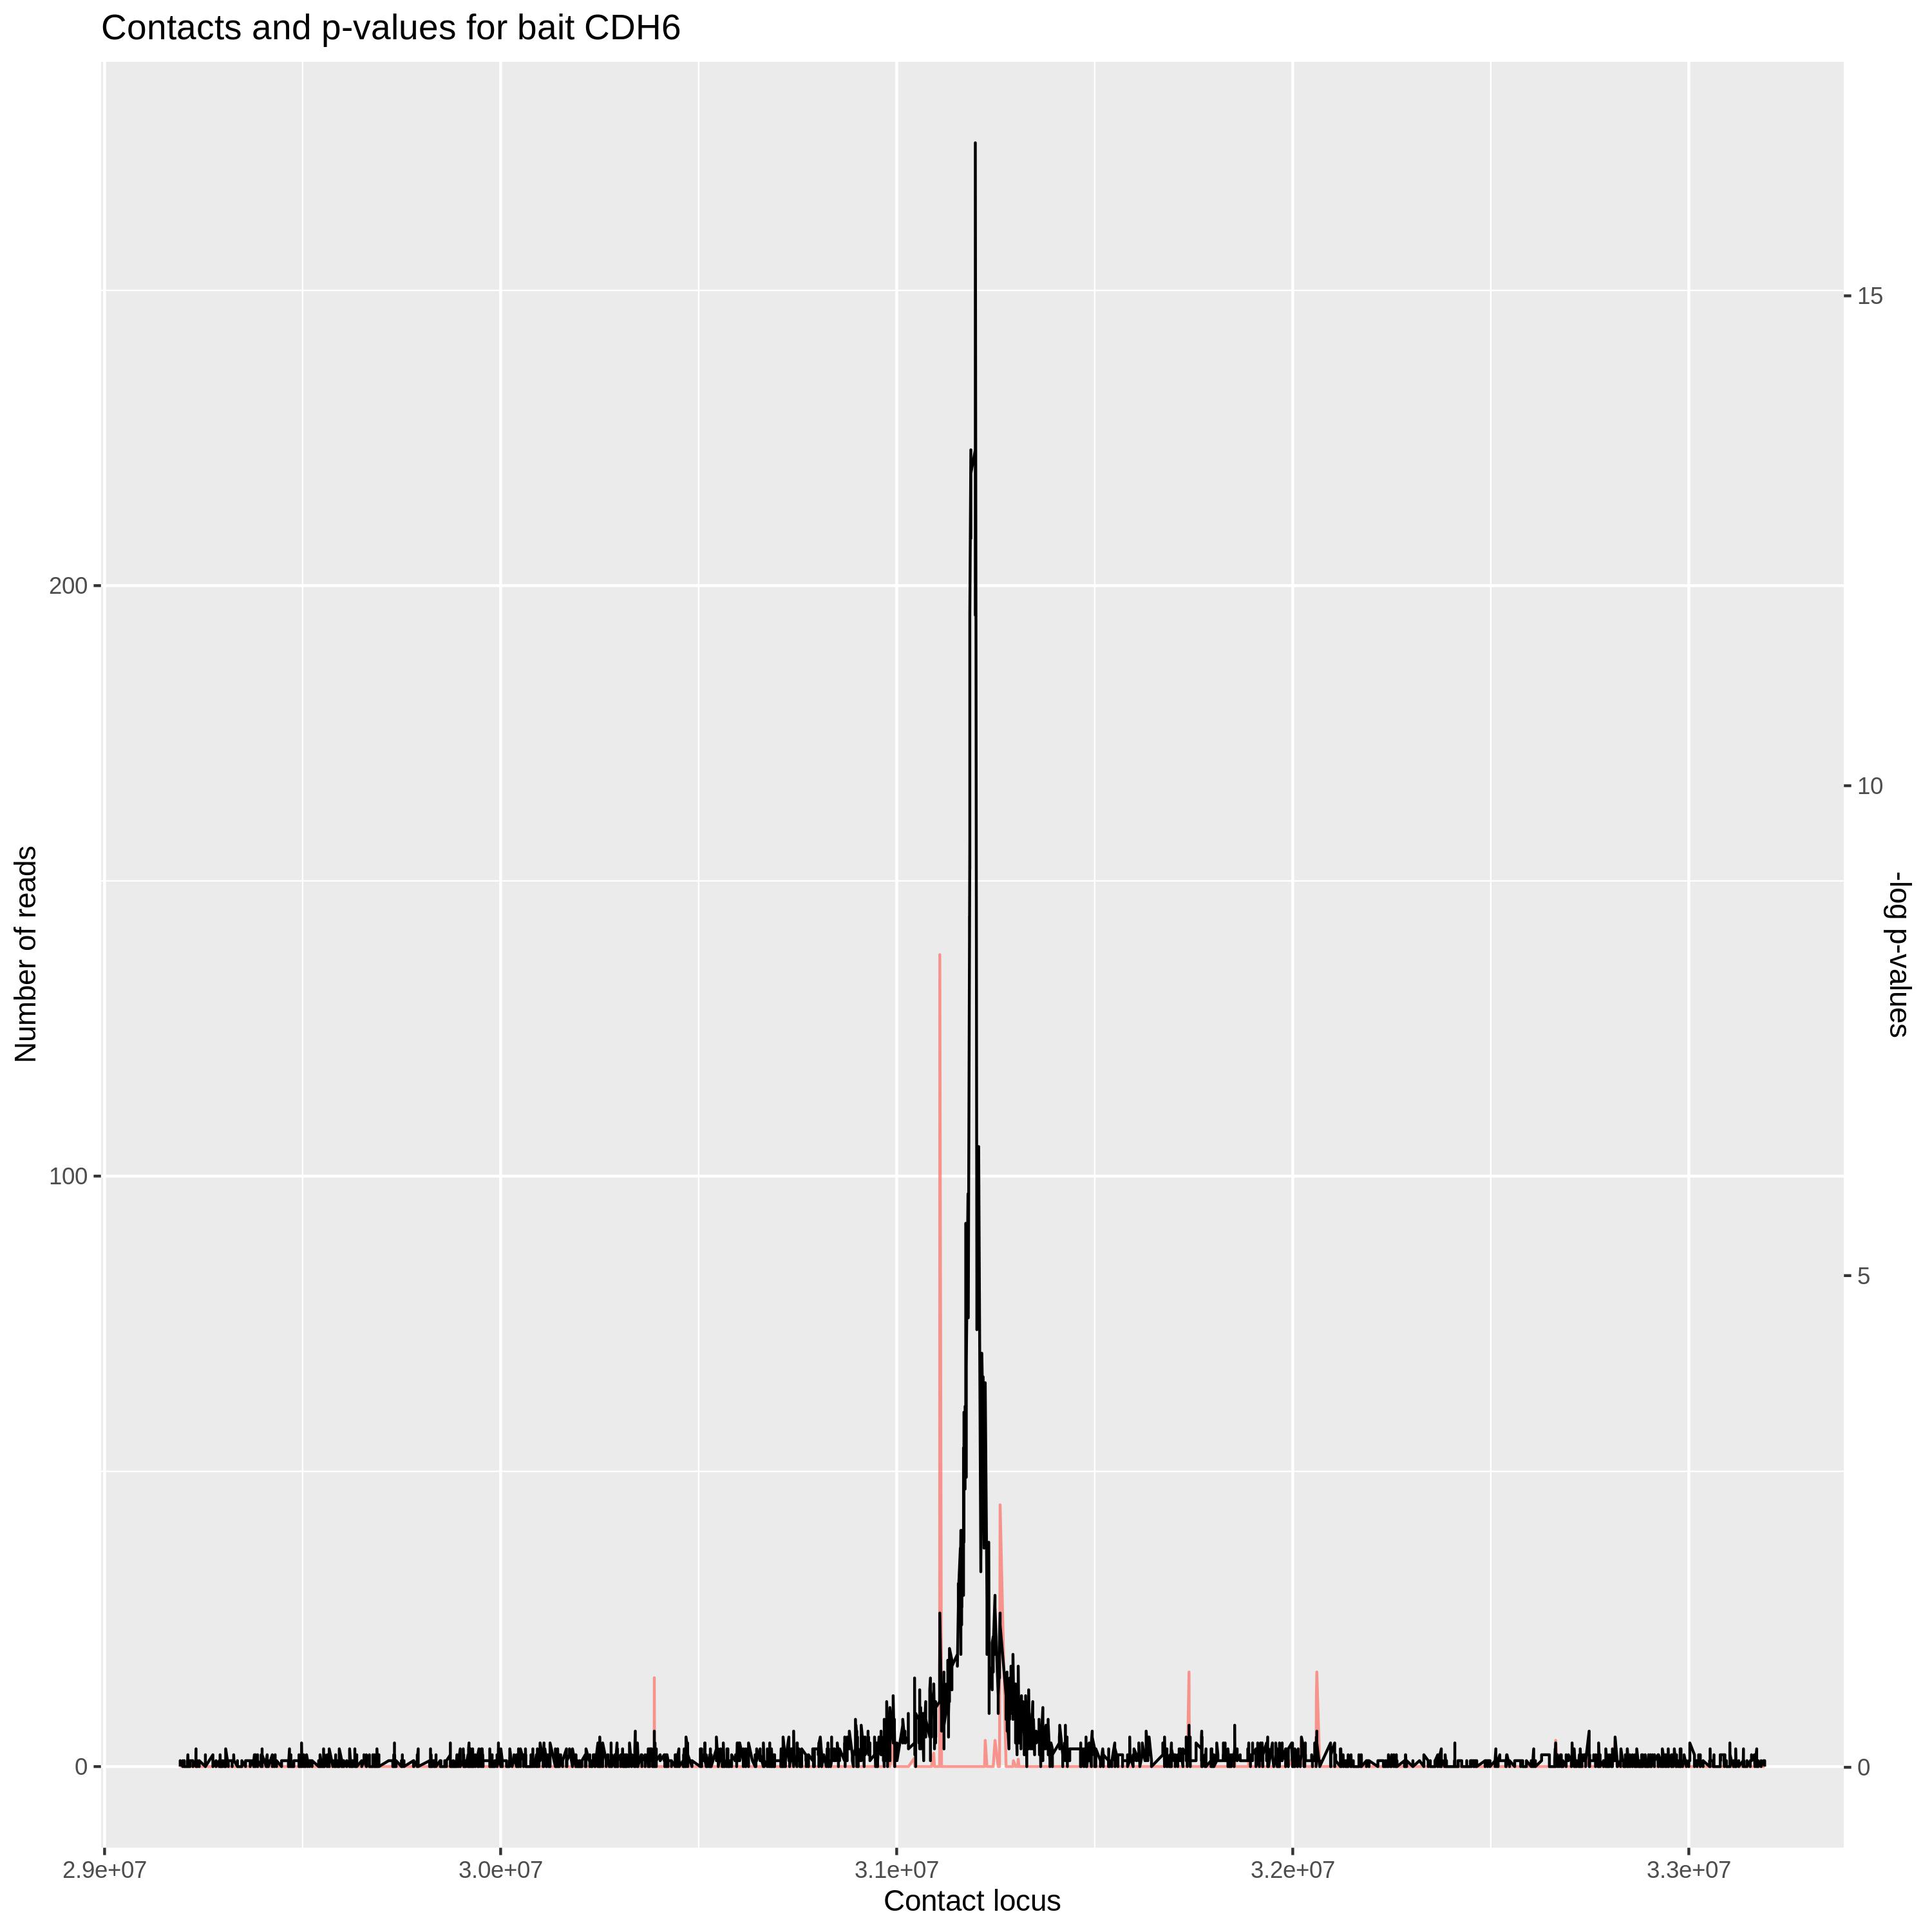 Contacts and p-values for bait CDH6
Number of reads
200
100
0
15
10
5
0
-log p-values
2.9e+07 3.0e+07 3.1e+07 3.2e+07 3.3e+07
Contact locus